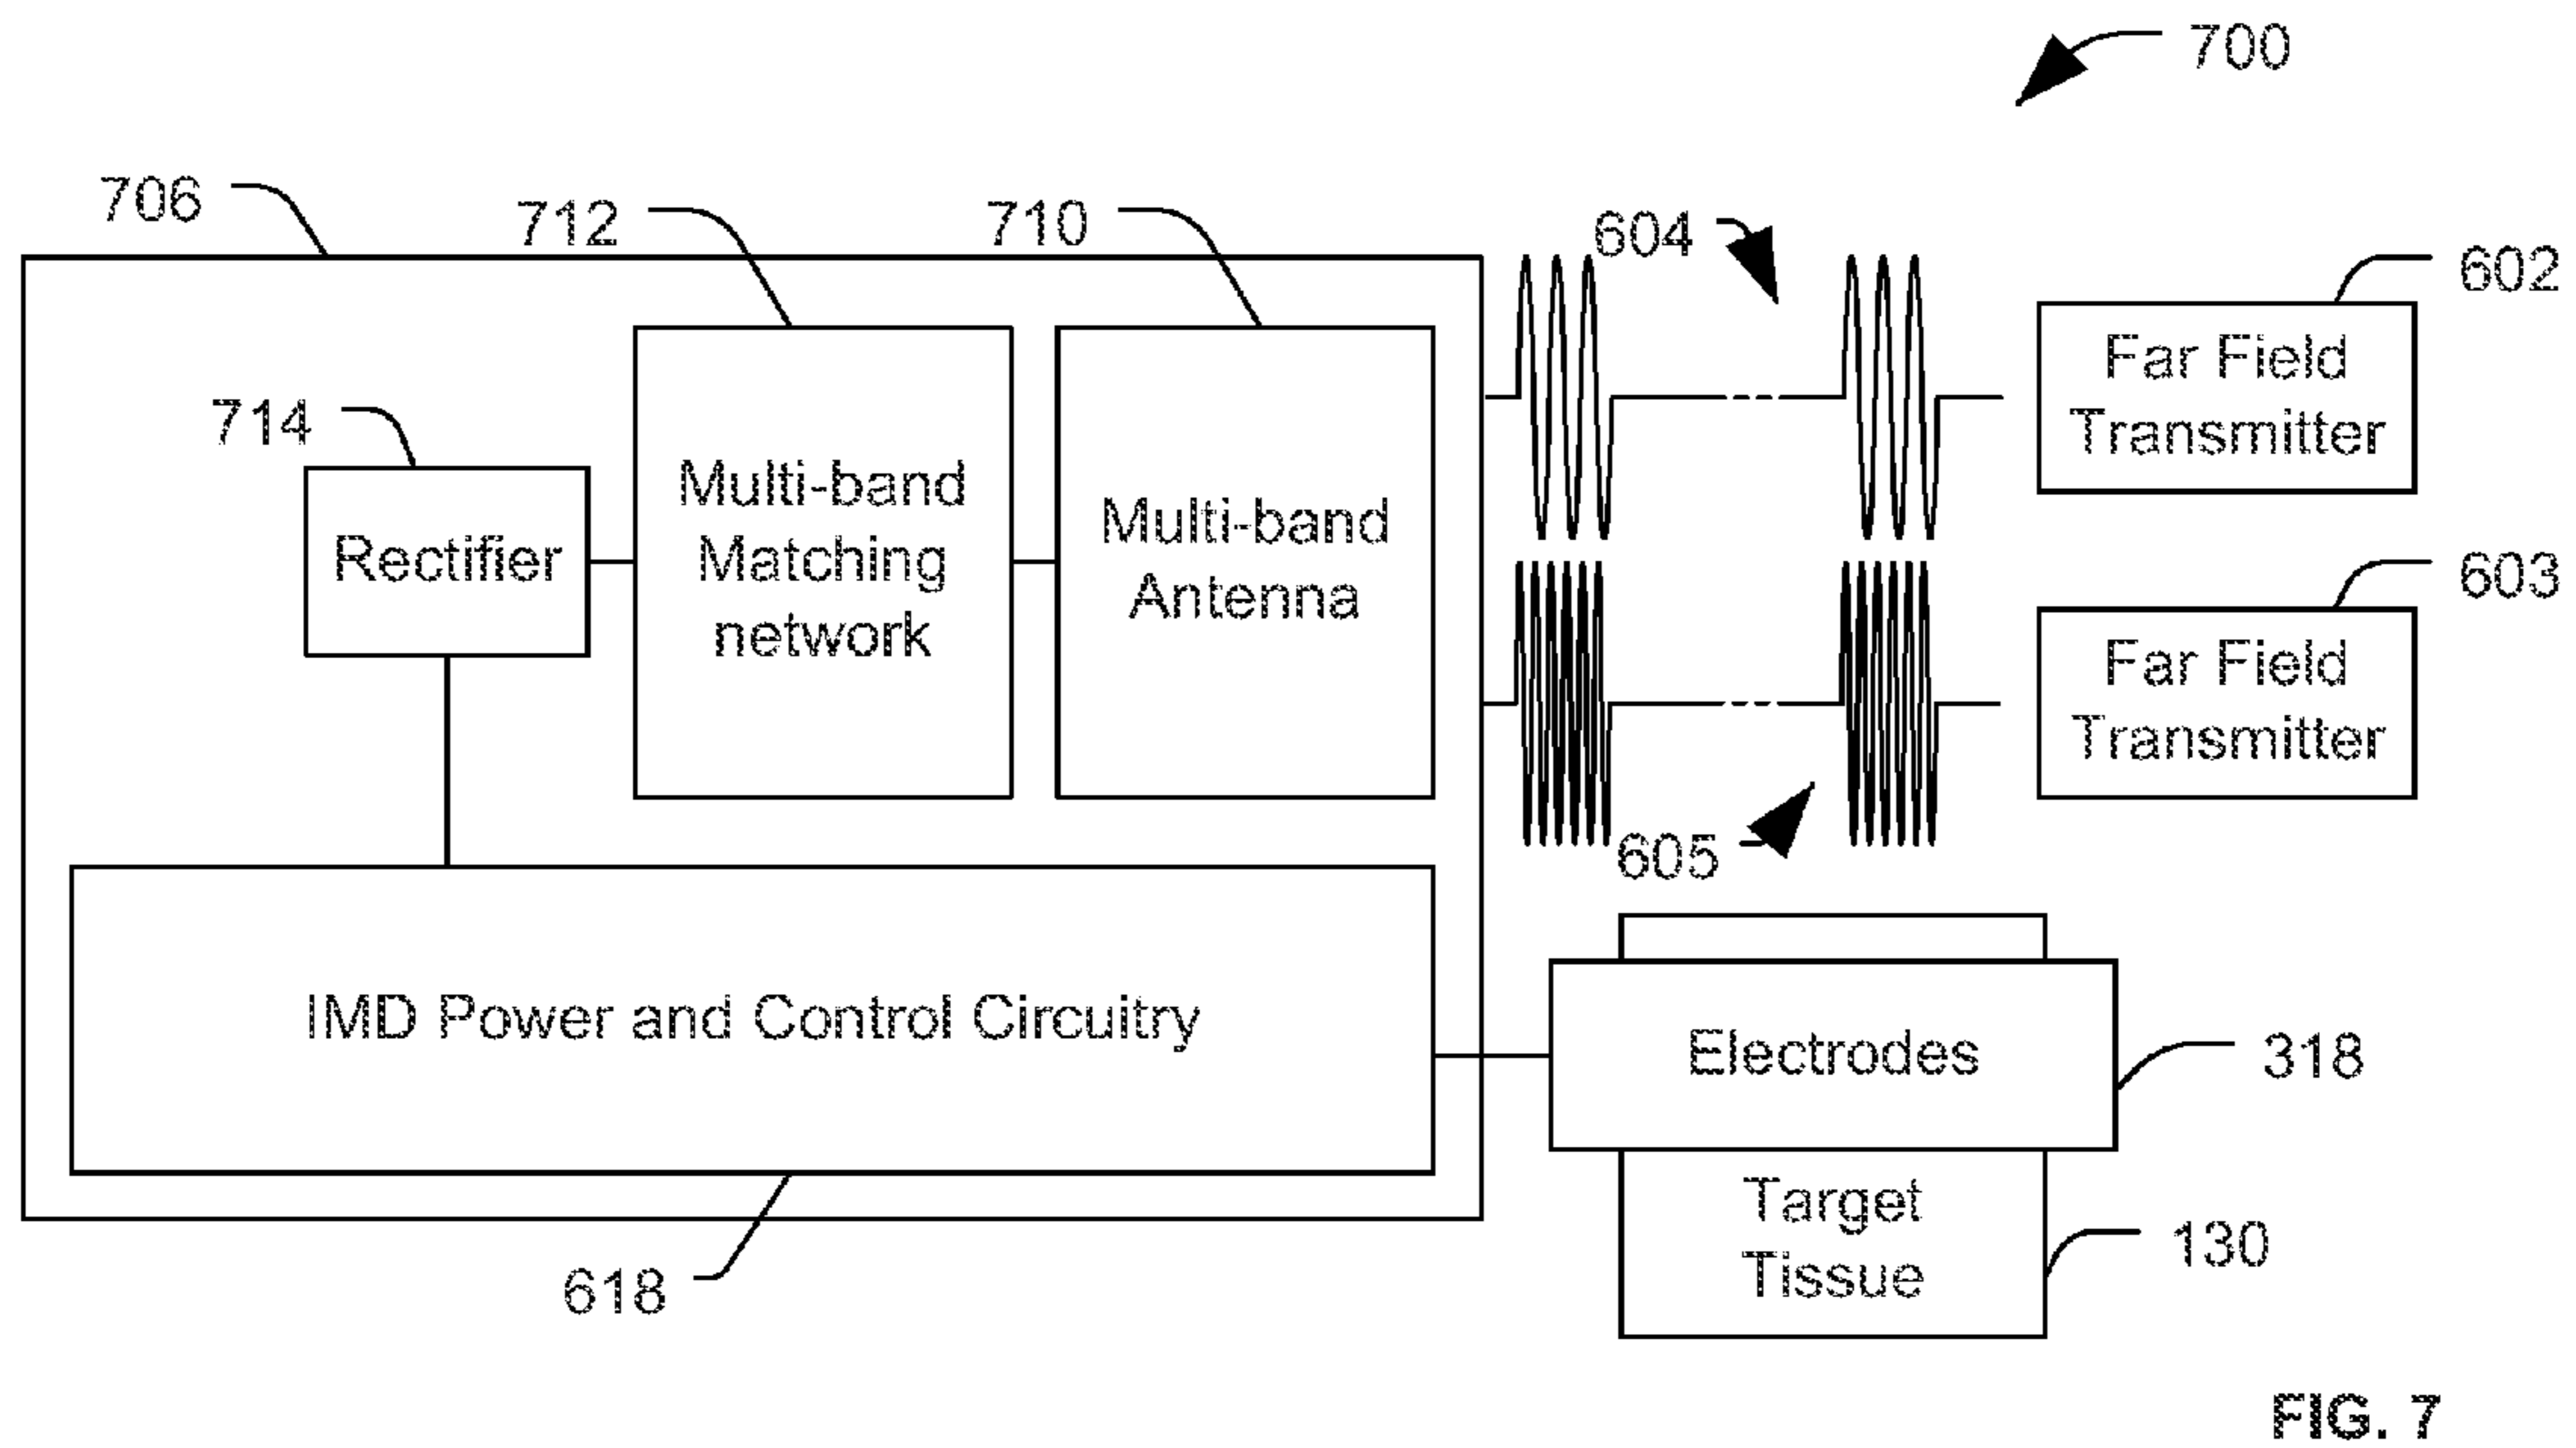 700
706
712
710
604
602
Far Field
Transmitter
714
Rectifier
Multi-band
Matching
network
Multi-band
Antenna
603
Far Field
Transmitter
605
IMD Power and Control Circuitry
Electrodes
318
Target
Tissue
130
618
FIG. 7